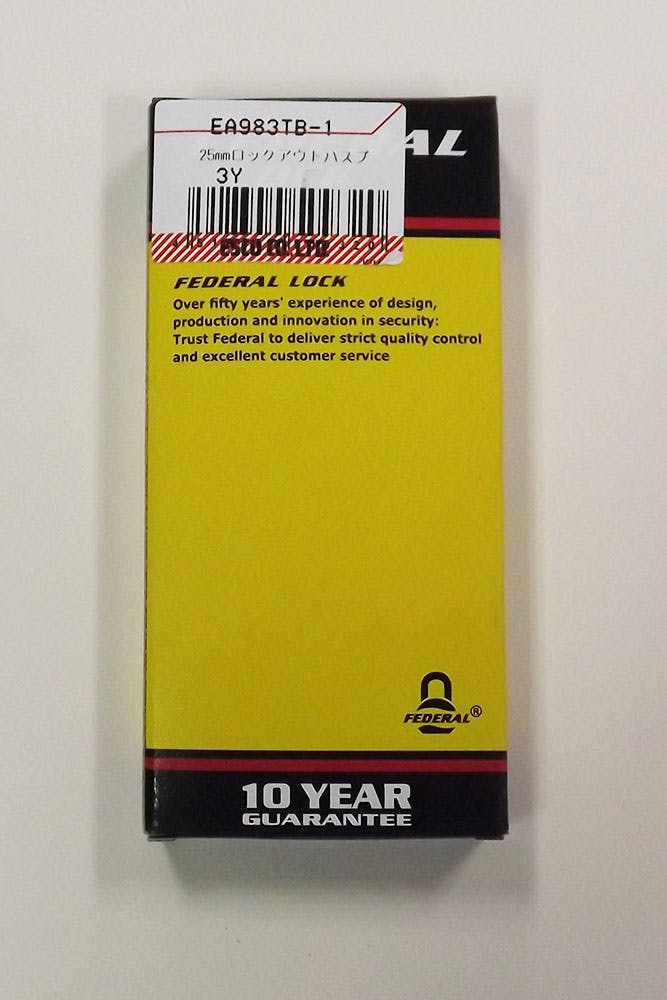 EA983TB-1
25mmロックアウトハスプ
3Y
ESCO CO.,LTD.
AL
FEDERAL LOCK
Over fifty years' experience of design,
production and innovation in security:
Trust Federal to deliver strict quality control
and excellent customer service
FEDERAL®
10 YEAR
GUARANTEE